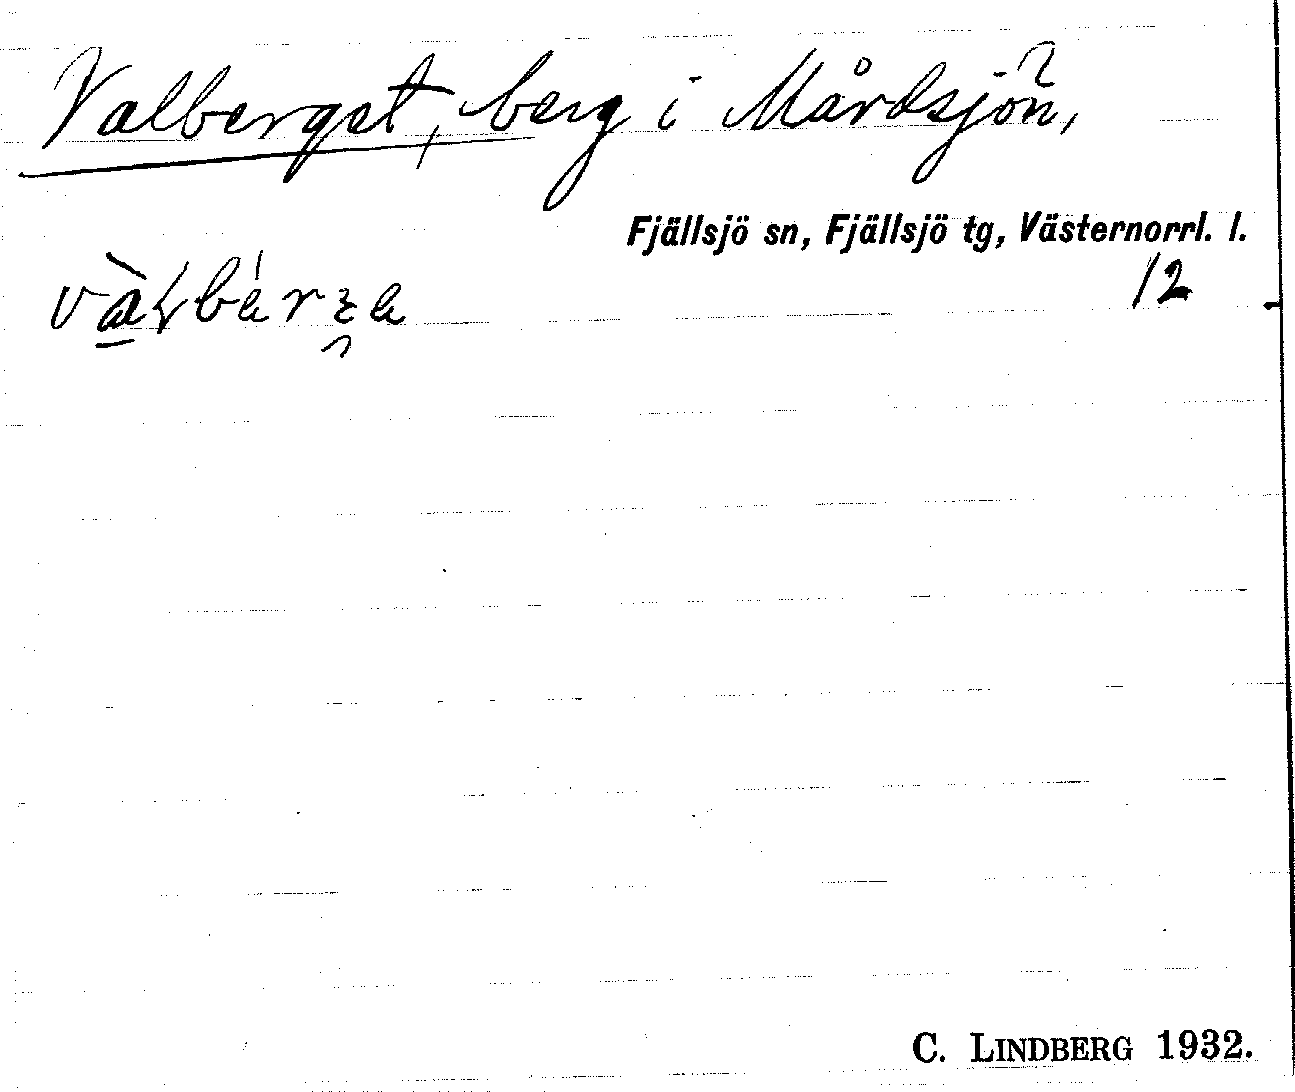 Valberget, berg i Mårdsjön,
Fjällsjö sn, Fjällsjö tg, Västernorrl. l.
12
C. LINDBERG 1932.